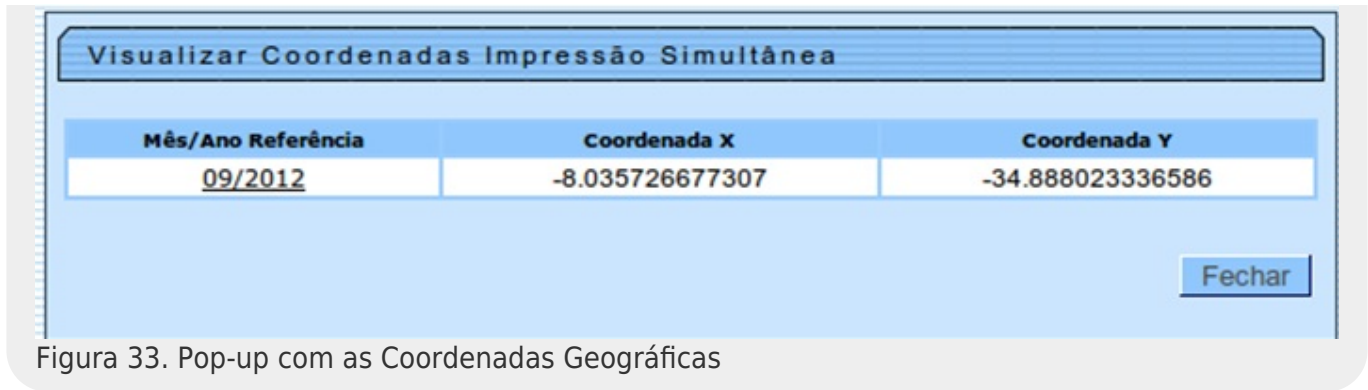 Visualizar Coordenadas Impressão Simultânea
Mês/Ano Referência Coordenada X Coordenada Y
09/2012 -8.035726677307 -34.888023336586
Fechar
Figura 33. Pop-up com as Coordenadas Geográficas